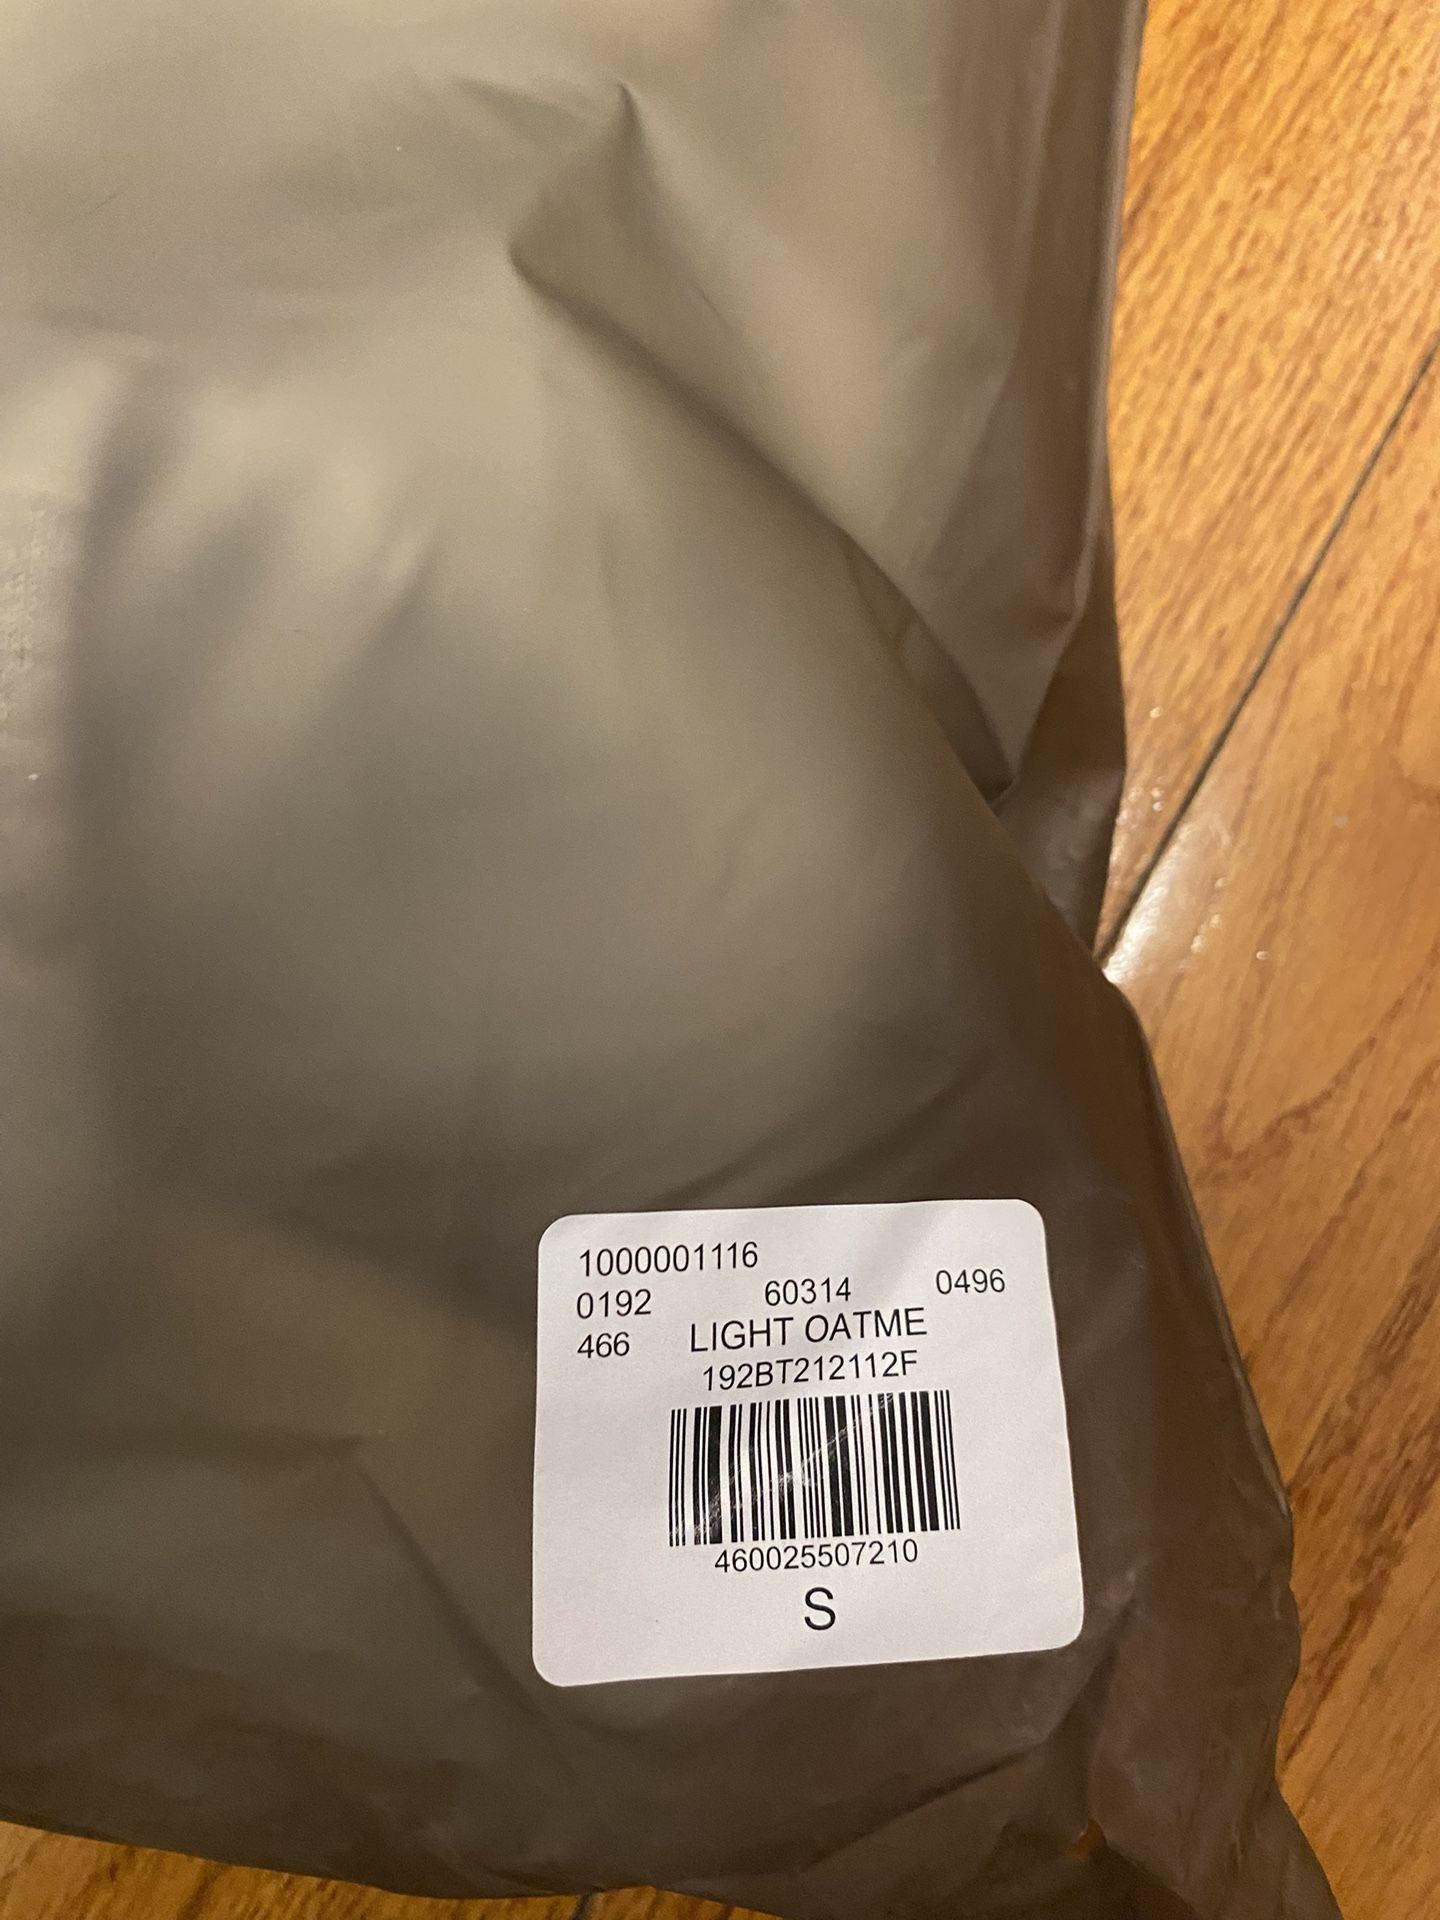 1000001116
0192 60314 0496
466 LIGHT OATME
192BT212112F
460025507210
S